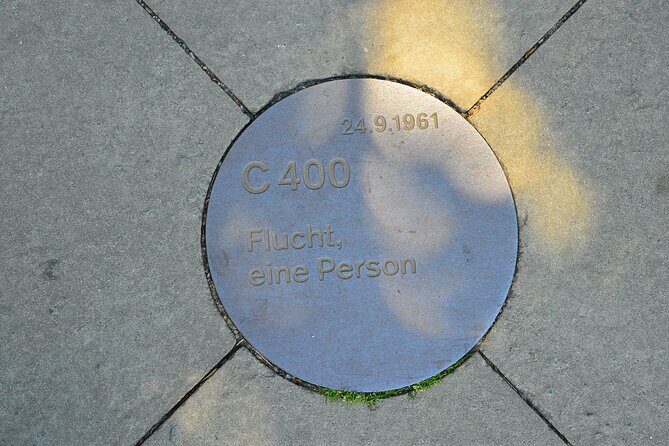 24.9.1961
C 400
Flucht,
eine Person